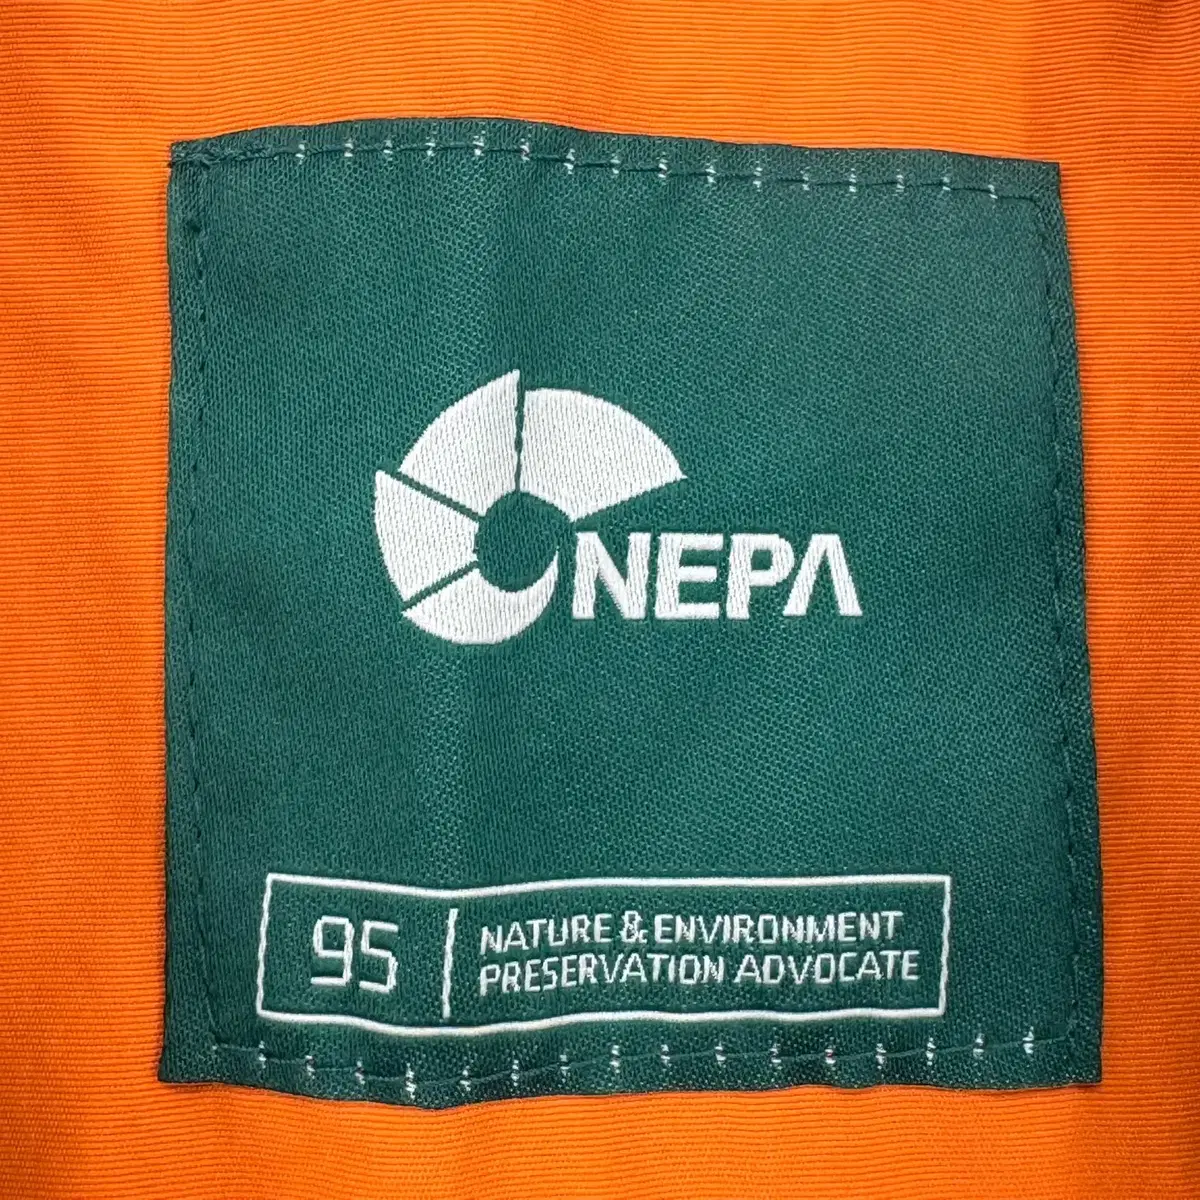 NEPA
95
NATURE & ENVIRONMENT
PRESERVATION ADVOCATE